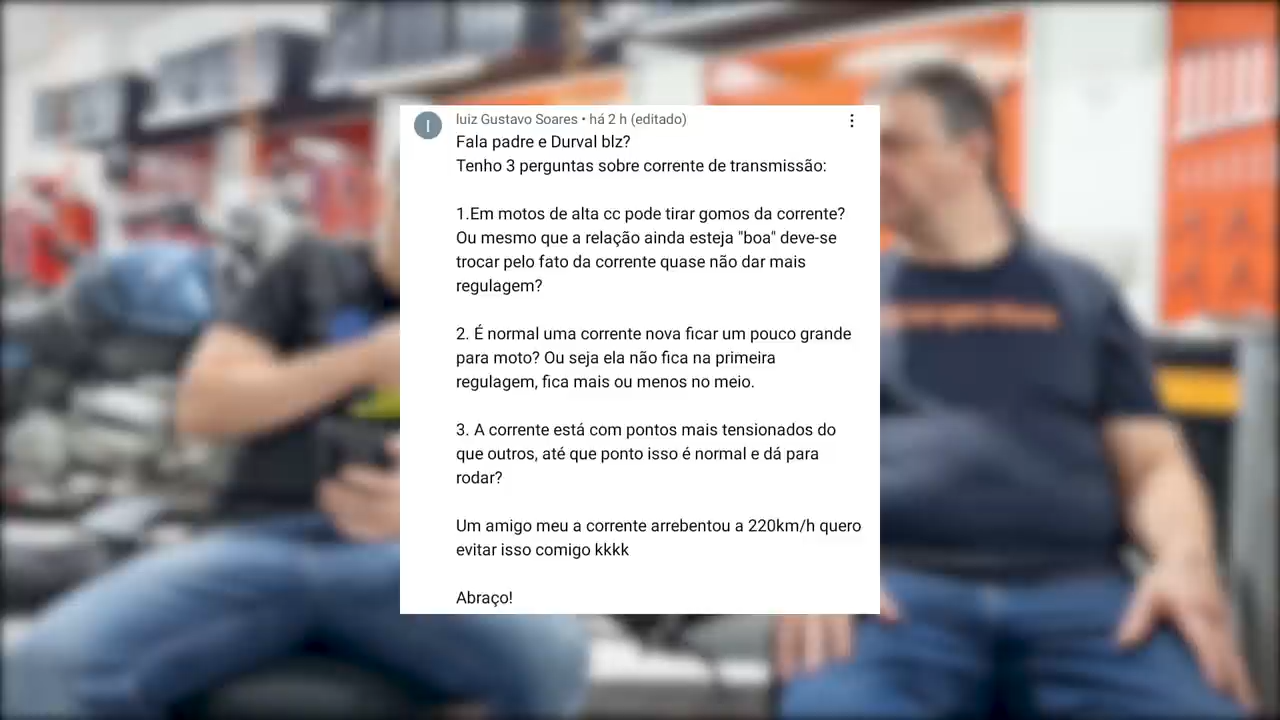 luiz Gustavo Soares • há 2 h (editado)
Fala padre e Durval blz?
Tenho 3 perguntas sobre corrente de transmissão:
1.Em motos de alta cc pode tirar gomos da corrente?
Ou mesmo que a relação ainda esteja "boa" deve-se
trocar pelo fato da corrente quase não dar mais
regulagem?
2. É normal uma corrente nova ficar um pouco grande
para moto? Ou seja ela não fica na primeira
regulagem, fica mais ou menos no meio.
3. A corrente está com pontos mais tensionados do
que outros, até que ponto isso é normal e dá para
rodar?
Um amigo meu a corrente arrebentou a 220km/h quero
evitar isso comigo kkkk
Abraço!